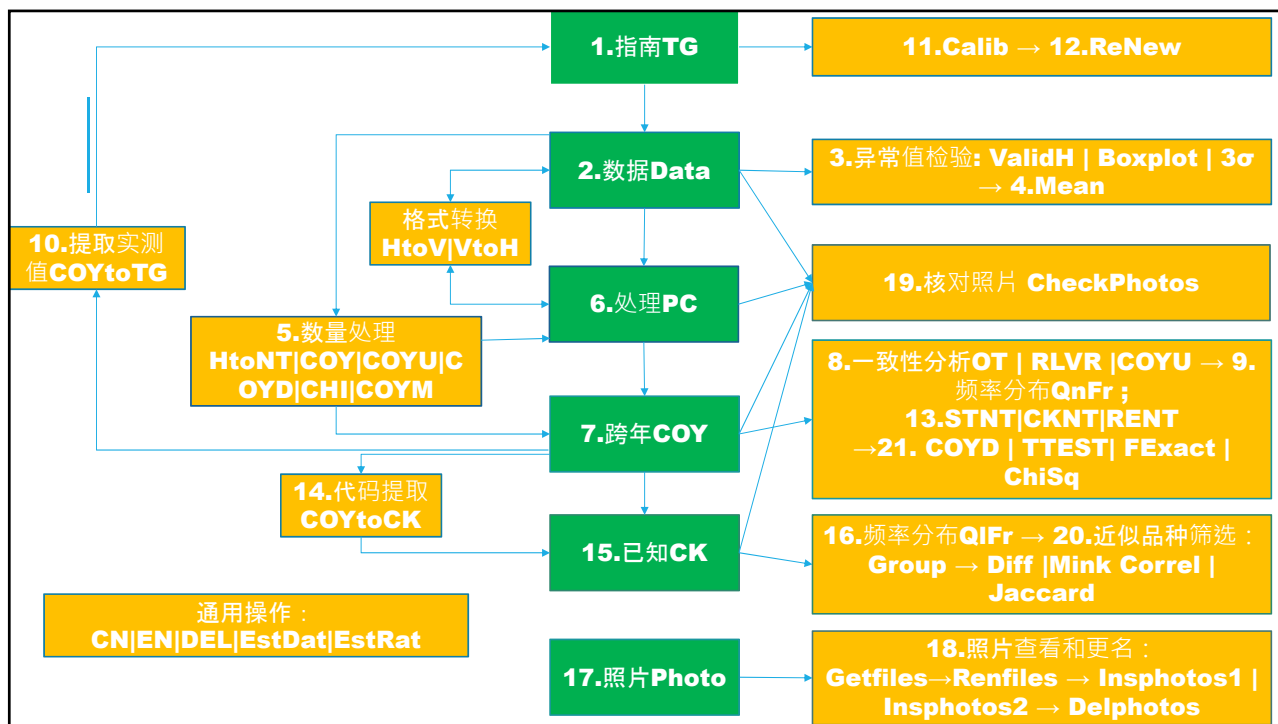 1.指南TG
11.Calib → 12.ReNew
2.数据Data
3.异常值检验: ValidH | Boxplot | 3σ
→ 4.Mean
格式转换
HtoV|VtoH
10.提取实测
值COYtoTG
19.核对照片 CheckPhotos
6.处理PC
5.数量处理
HtoNT|COY|COYU|C
OYD|CHI|COYM
8.一致性分析OT | RLVR |COYU → 9.
频率分布QnFr ;
13.STNT|CKNT|RENT
→21. COYD | TTEST| FExact |
ChiSq
7.跨年COY
14.代码提取
COYtoCK
15.已知CK
16.频率分布QlFr → 20.近似品种筛选：
Group → Diff |Mink Correl |
Jaccard
通用操作：
CN|EN|DEL|EstDat|EstRat
17.照片Photo
18.照片查看和更名：
Getfiles→Renfiles → Insphotos1 |
Insphotos2 → Delphotos